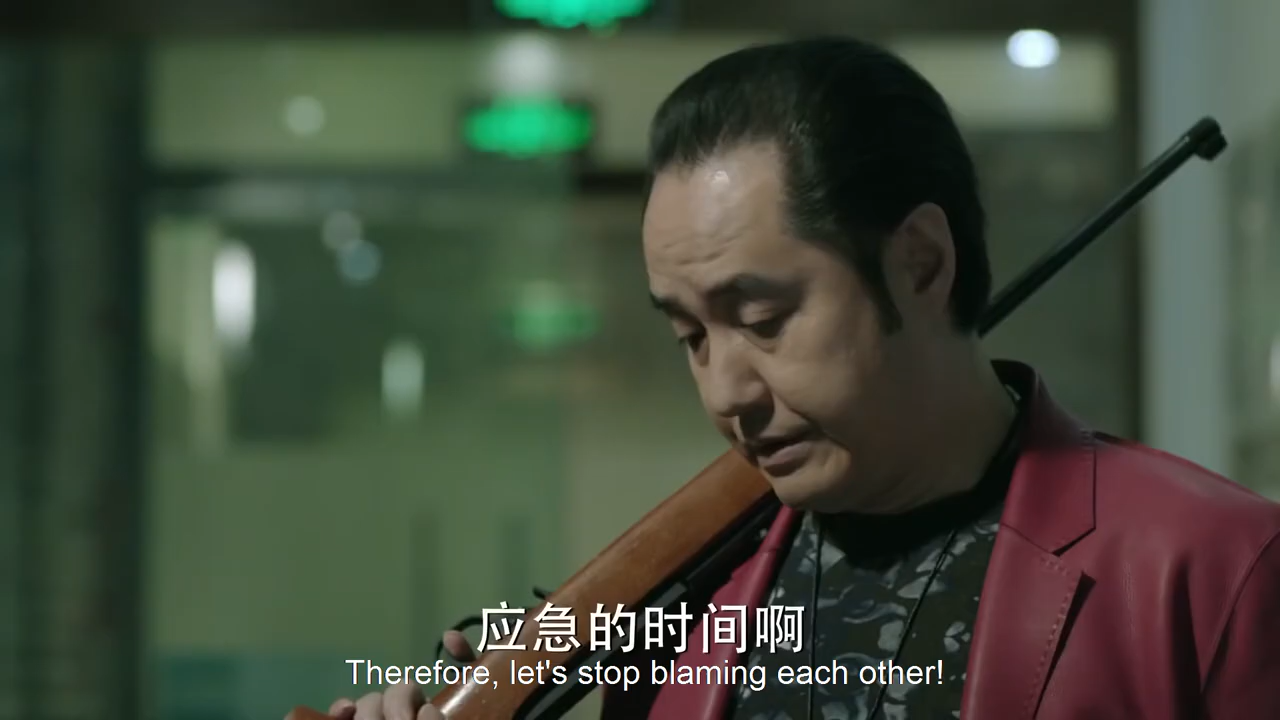 应急的时间啊
Therefore, let's stop blaming each other!